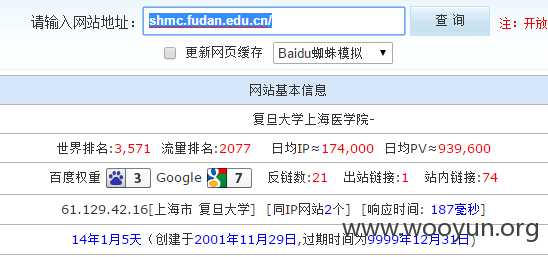 请输入网站地址： shmc.fudan.edu.cn/ 查 询 注：开放
更新网页缓存 Baidu蜘蛛模拟
网站基本信息
复旦大学上海医学院-
世界排名:3,571 流量排名:2077 日均IP≈174,000 日均PV≈939,600
百度权重 3 Google 7 反链数:21 出站链接:1 站内链接:74
61.129.42.16[上海市 复旦大学] [同IP网站2个] [响应时间: 187毫秒]
www.wooyun.org
14年1月5天（创建于2001年11月29日,过期时间为9999年12月31日）